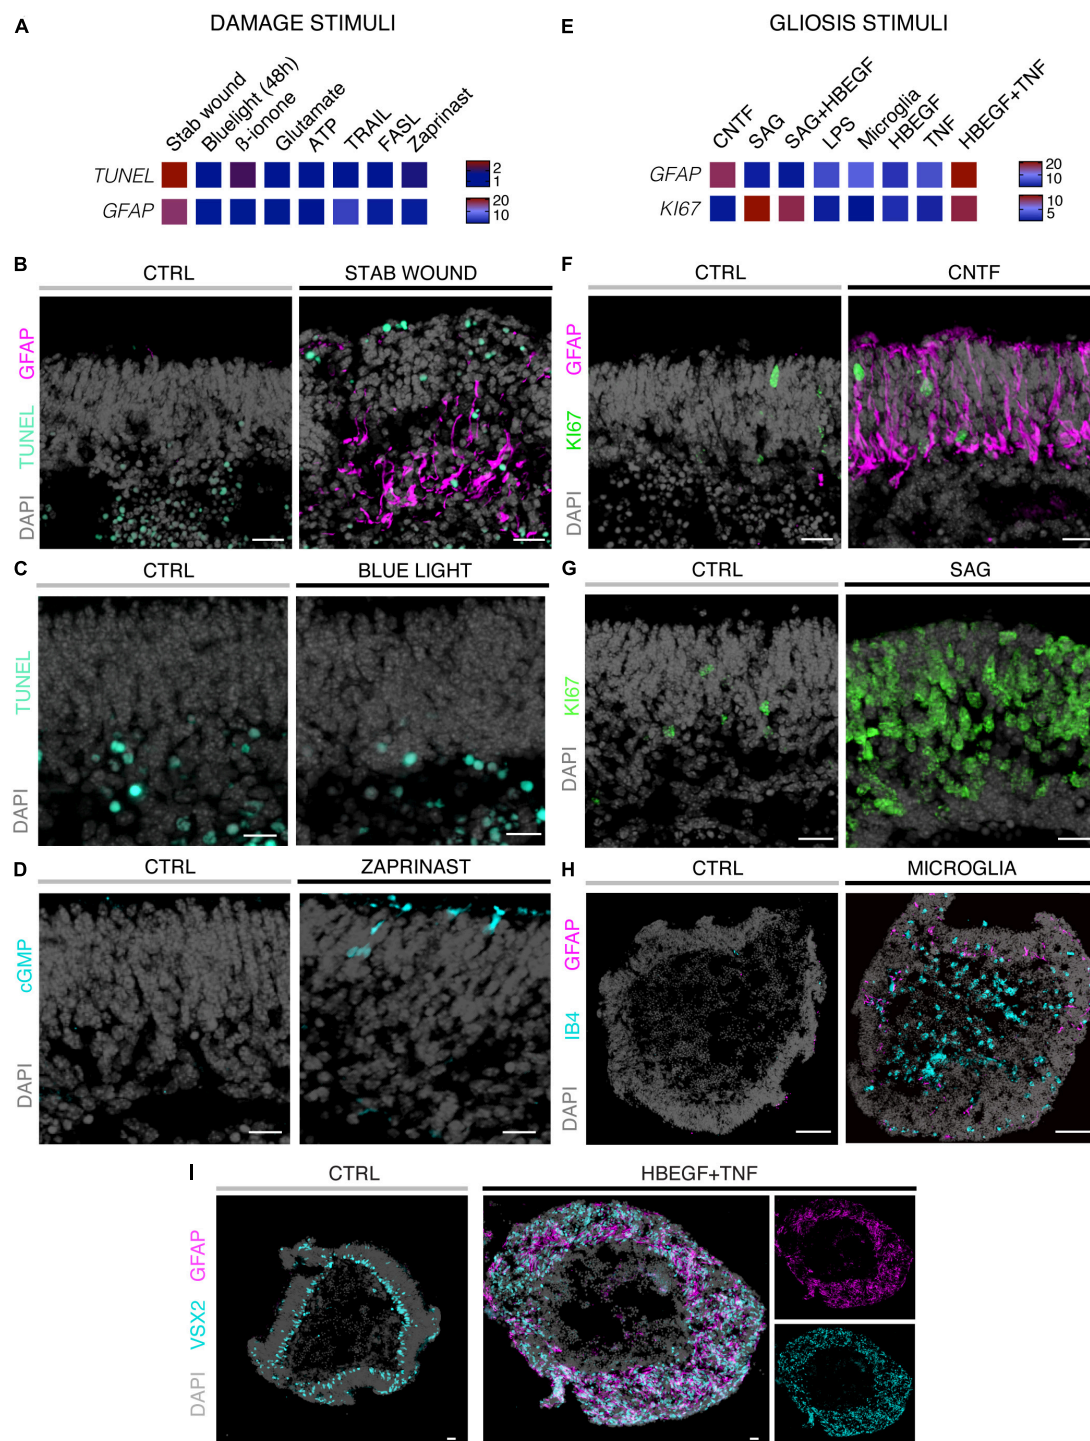 A
DAMAGE STIMULI
Stab wound
Bluelight (48h)
β-ionone
Glutamate
ATP
TRAIL
FASL
Zaprinast
TUNEL
2
1
GFAP
20
10
E
GLIOSIS STIMULI
CNTF
SAG
SAG+HBEGF
LPS
Microglia
HBEGF
TNF
HBEGF+TNF
GFAP
20
10
KI67
10
5
B
CTRL
STAB WOUND
DAPI TUNEL GFAP
F
CTRL
CNTF
DAPI KI67 GFAP
C
CTRL
BLUE LIGHT
DAPI TUNEL
G
CTRL
SAG
DAPI KI67
D
CTRL
ZAPRINAST
DAPI cGMP
H
CTRL
MICROGLIA
DAPI IB4 GFAP
I
CTRL
HBEGF+TNF
DAPI VSX2 GFAP